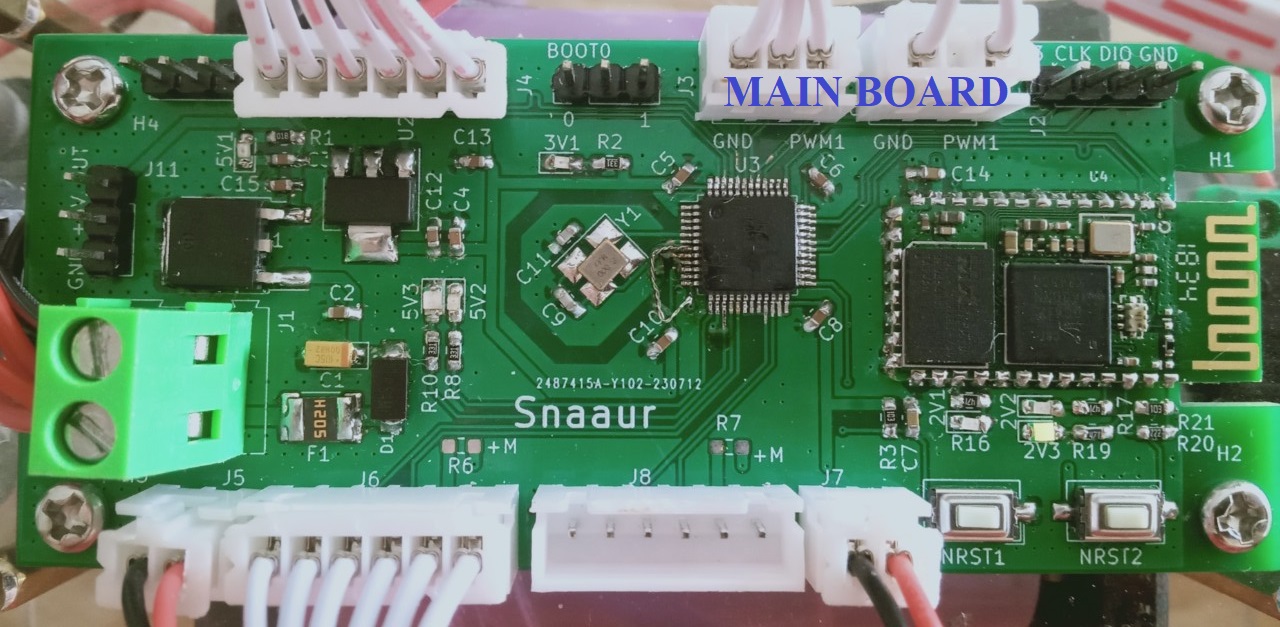 BOOT0
J4
J3
MAIN BOARD
CLK DIO GND
J2
H4
0
1
GND
PWM1
GND
PWM1
5V1
R1
U2
C13
3V1
R2
U3
H1
J11
C15
C12
C4
C5
C6
C14
GND +V
Y1
C11
C9
C10
C8
1834
C2
5V3
5V2
J1
C1
R10
R8
2487415A-Y102-230712
Snaaur
502H
F1
D1
R6
+M
R7
+M
R3
C7
2V1
R16
2V2
2V3
R19
R17
R21
R20
H2
J5
J6
J8
J7
NRST1
NRST2